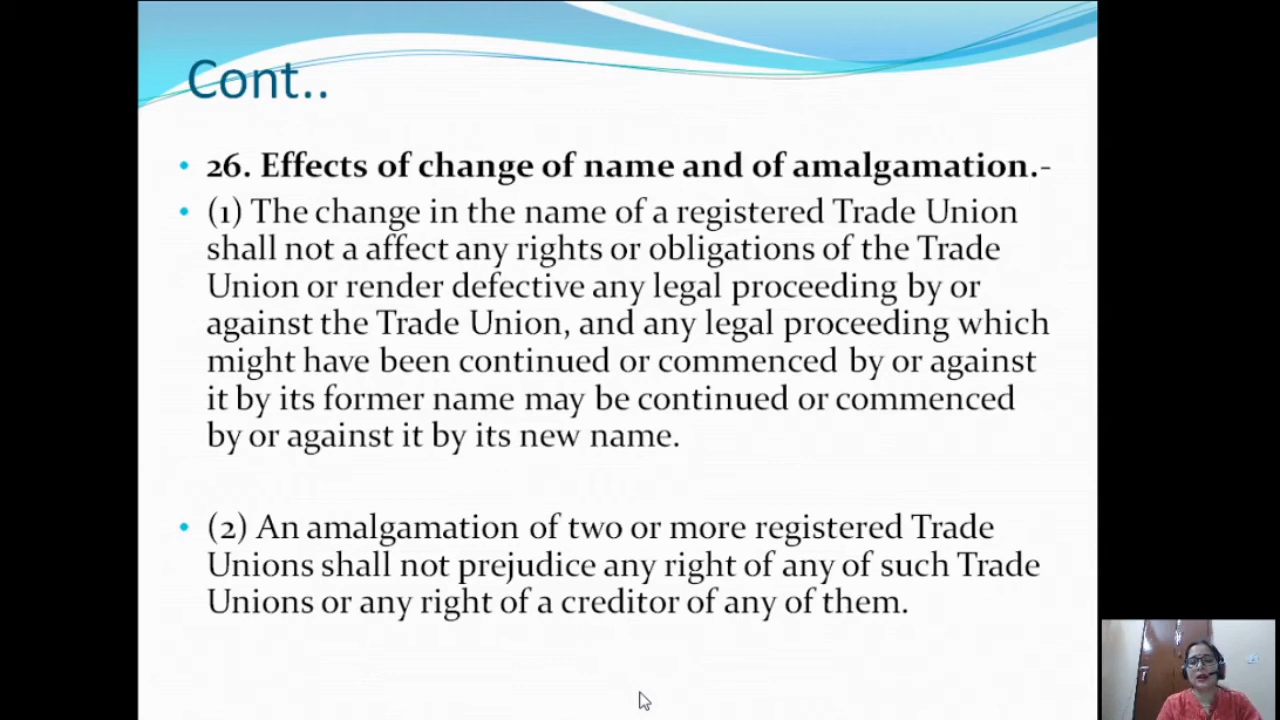 Cont..
26. Effects of change of name and of amalgamation.-
(1) The change in the name of a registered Trade Union
shall not a affect any rights or obligations of the Trade
Union or render defective any legal proceeding by or
against the Trade Union, and any legal proceeding which
might have been continued or commenced by or against
it by its former name may be continued or commenced
by or against it by its new name.
(2) An amalgamation of two or more registered Trade
Unions shall not prejudice any right of any of such Trade
Unions or any right of a creditor of any of them.